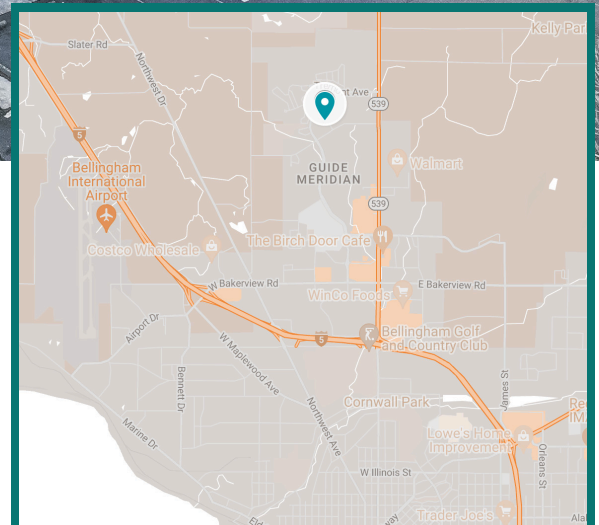 Kelly Par
Slater Rd
Northwest Dr
nt Ave
539
5
Bellingham
International
Airport
GUIDE
MERIDIAN
Walmart
539
Costco Wholesale
The Birch Door Cafe
W Bakerview Rd
E Bakerview Rd
WinCo Foods
Airport Dr
5
Bellingham Golf
and Country Club
W Maplewood Ave
Bennett Dr
James St
Cornwall Park
Northwest Ave
Marine Dr
Lowe's Home
Improvement
Orleans St
W Illinois St
Trader Joe's